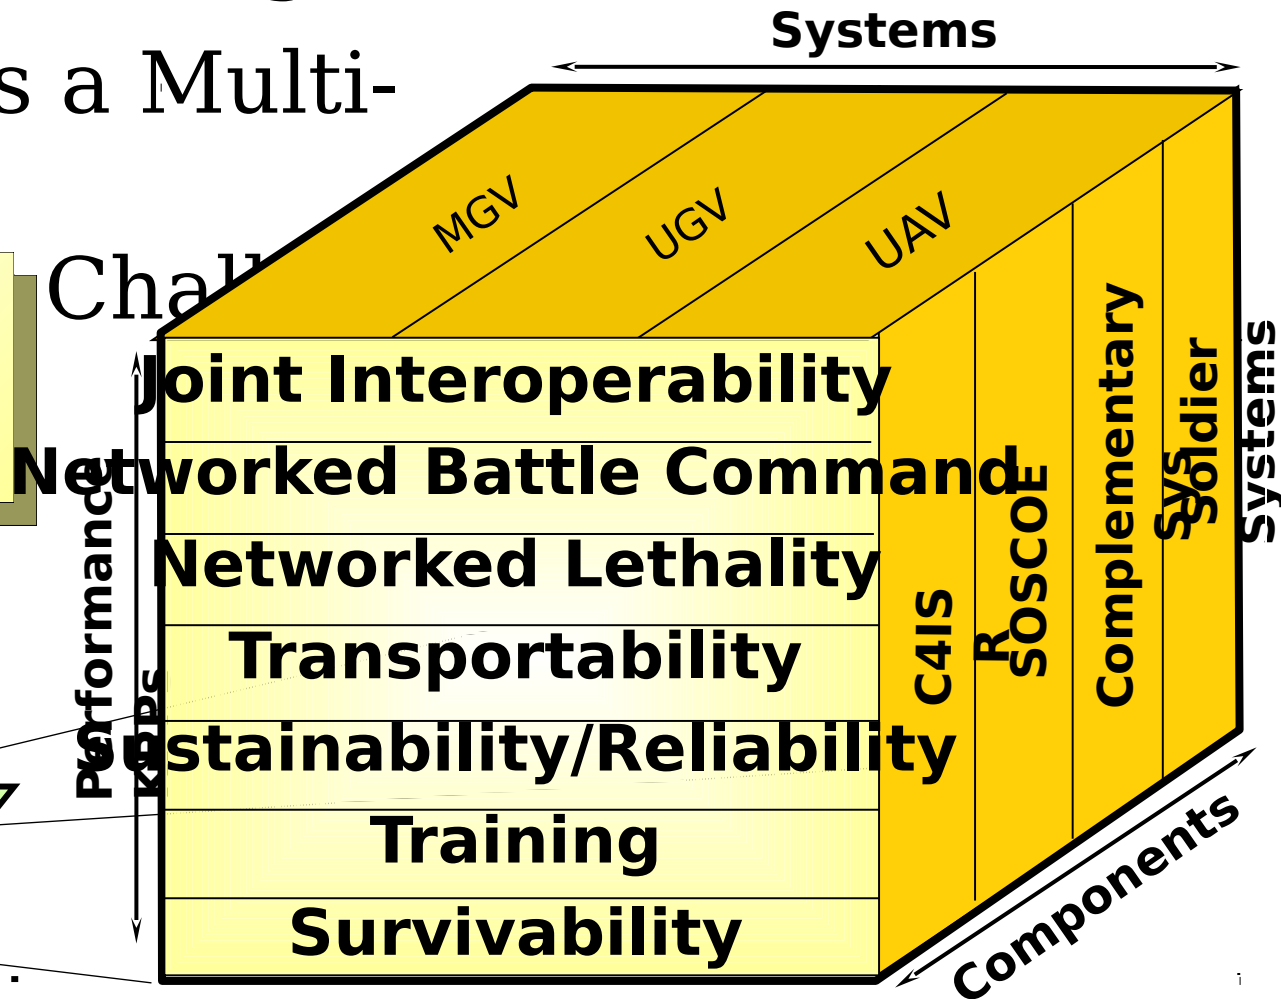 Systems
s a Multi-
MGV
UGV
UAV
Chall
Joint Interoperability
Networked Battle Command
Networked Lethality
Transportability
Sustainability/Reliability
Training
Survivability
Performance
KPPs
C4IS
R
SOSCOE
Complementary
Sys
Soldier
Systems
Components